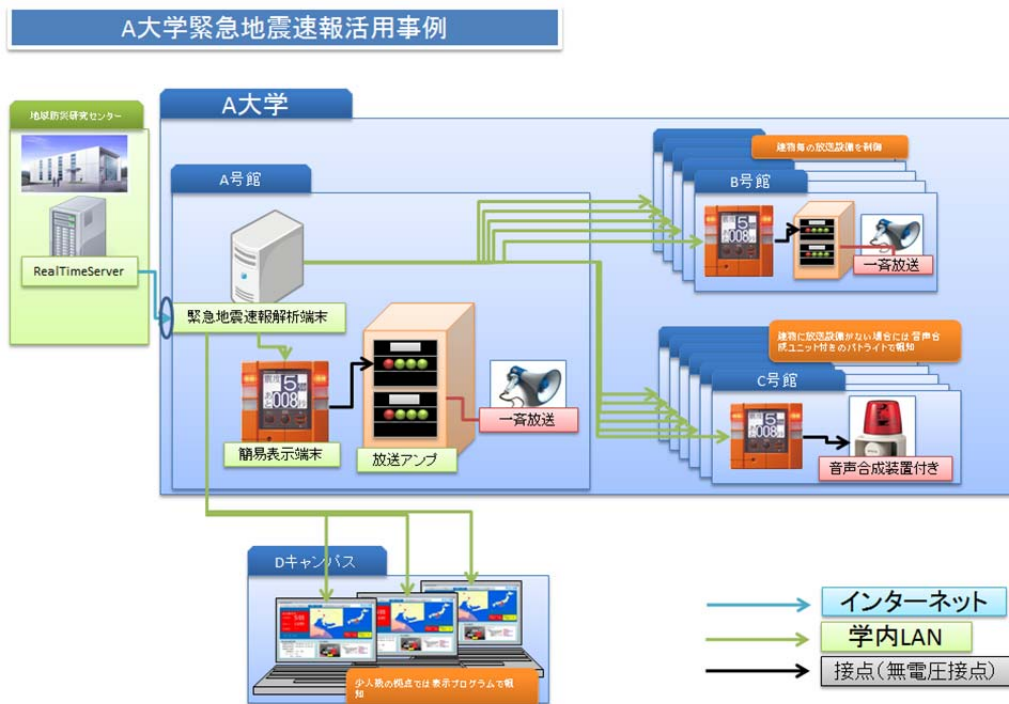 A大学緊急地震速報活用事例
地域防災研究センター
RealTimeServer
A大学
A号館
緊急地震速報解析端末
簡易表示端末
放送アンプ
一斉放送
建物毎の放送設備を制御
B号館
一斉放送
建物に放送設備がない場合には音声合
成ユニット付きのパトライトで報知
C号館
音声合成装置付き
Dキャンパス
少人数の拠点では表示プログラムで報
知
インターネット
学内LAN
接点(無電圧接点)